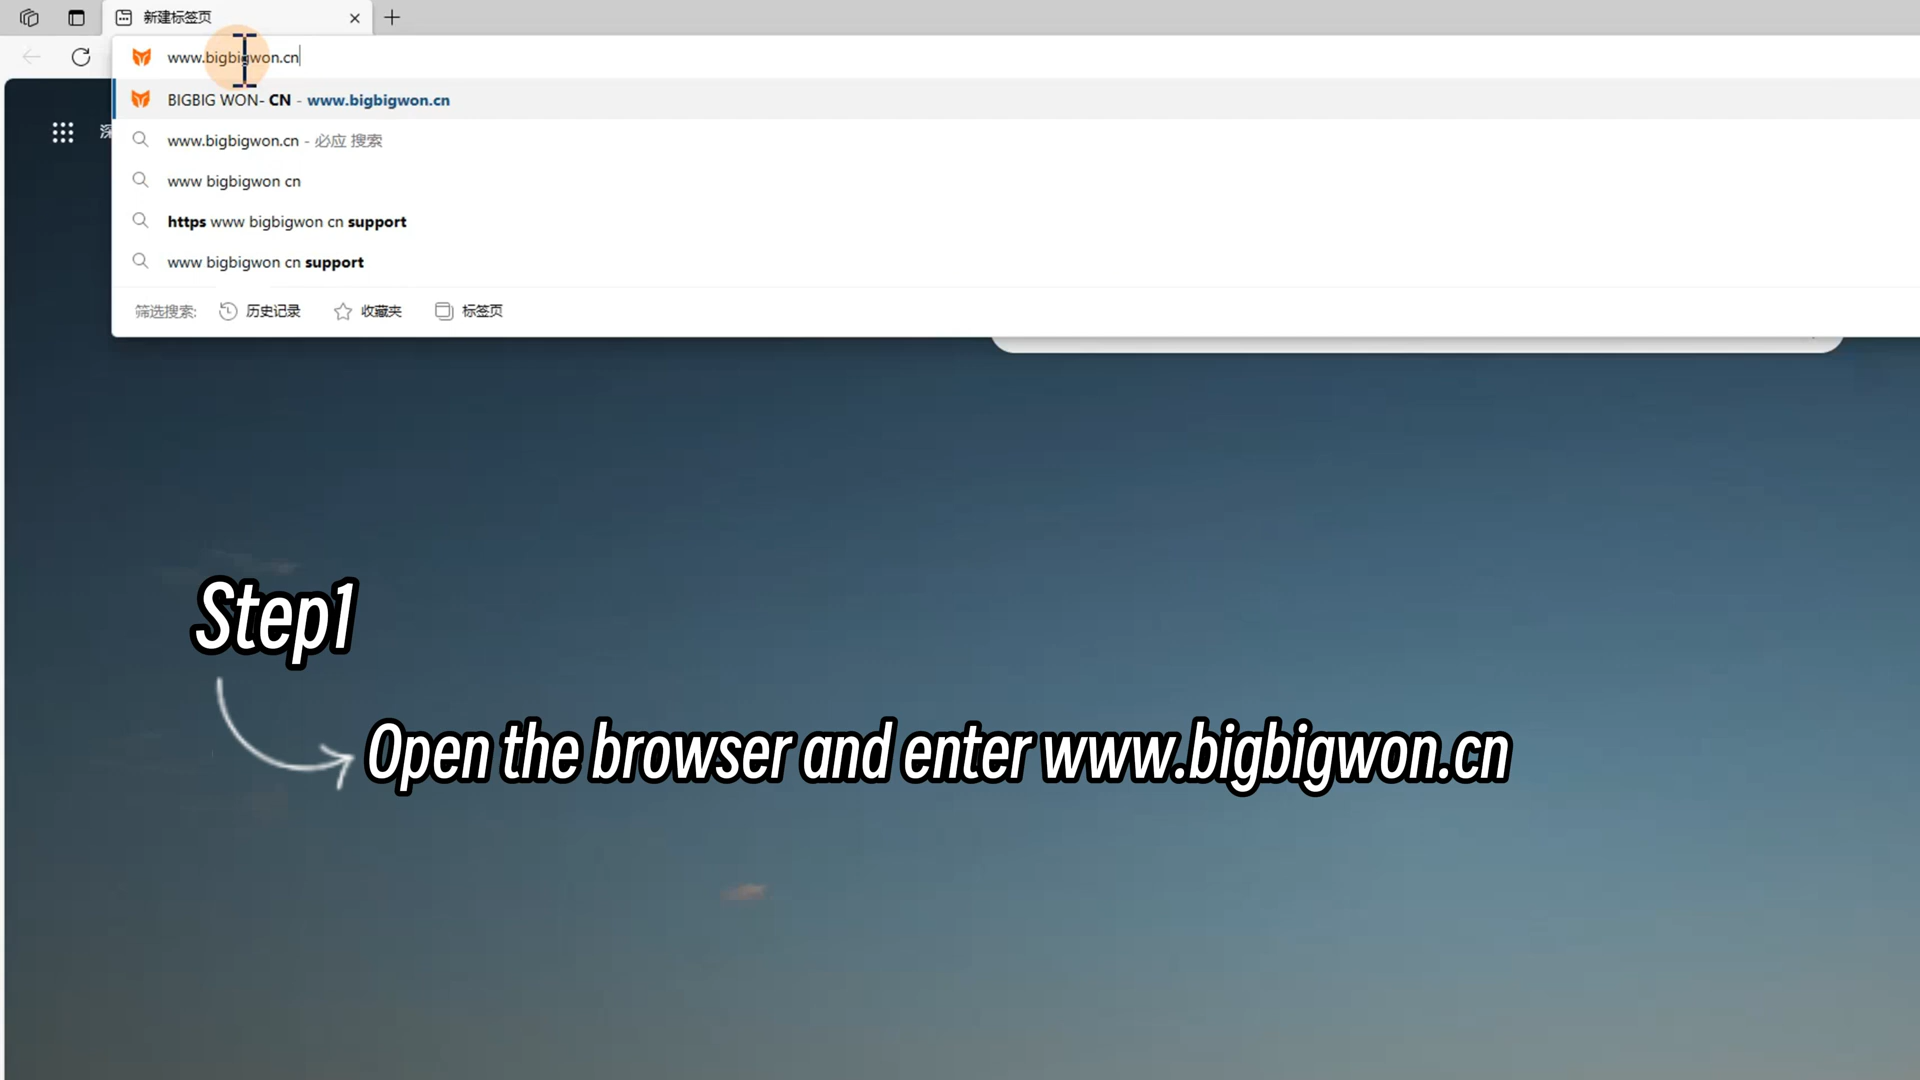 新建标签页
www.bigbigwon.cn
BIGBIG WON- CN - www.bigbigwon.cn
深
www.bigbigwon.cn - 必应 搜索
www bigbigwon cn
https www bigbigwon cn support
www bigbigwon cn support
筛选搜索: 历史记录 收藏夹 标签页
Step1
Open the browser and enter www.bigbigwon.cn